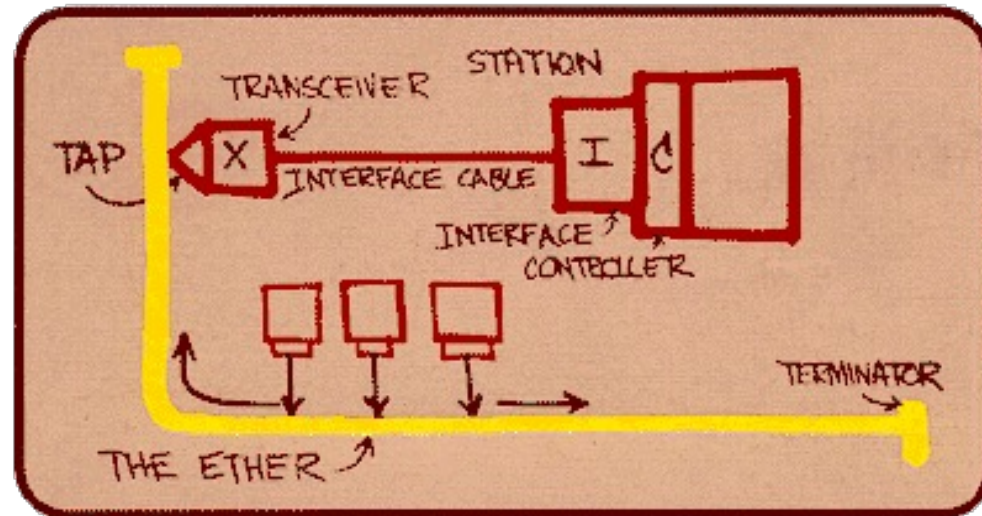 STATION
TRANSCEIVER
TAP
X
I
C
INTERFACE CABLE
INTERFACE
CONTROLLER
TERMINATOR
THE ETHER